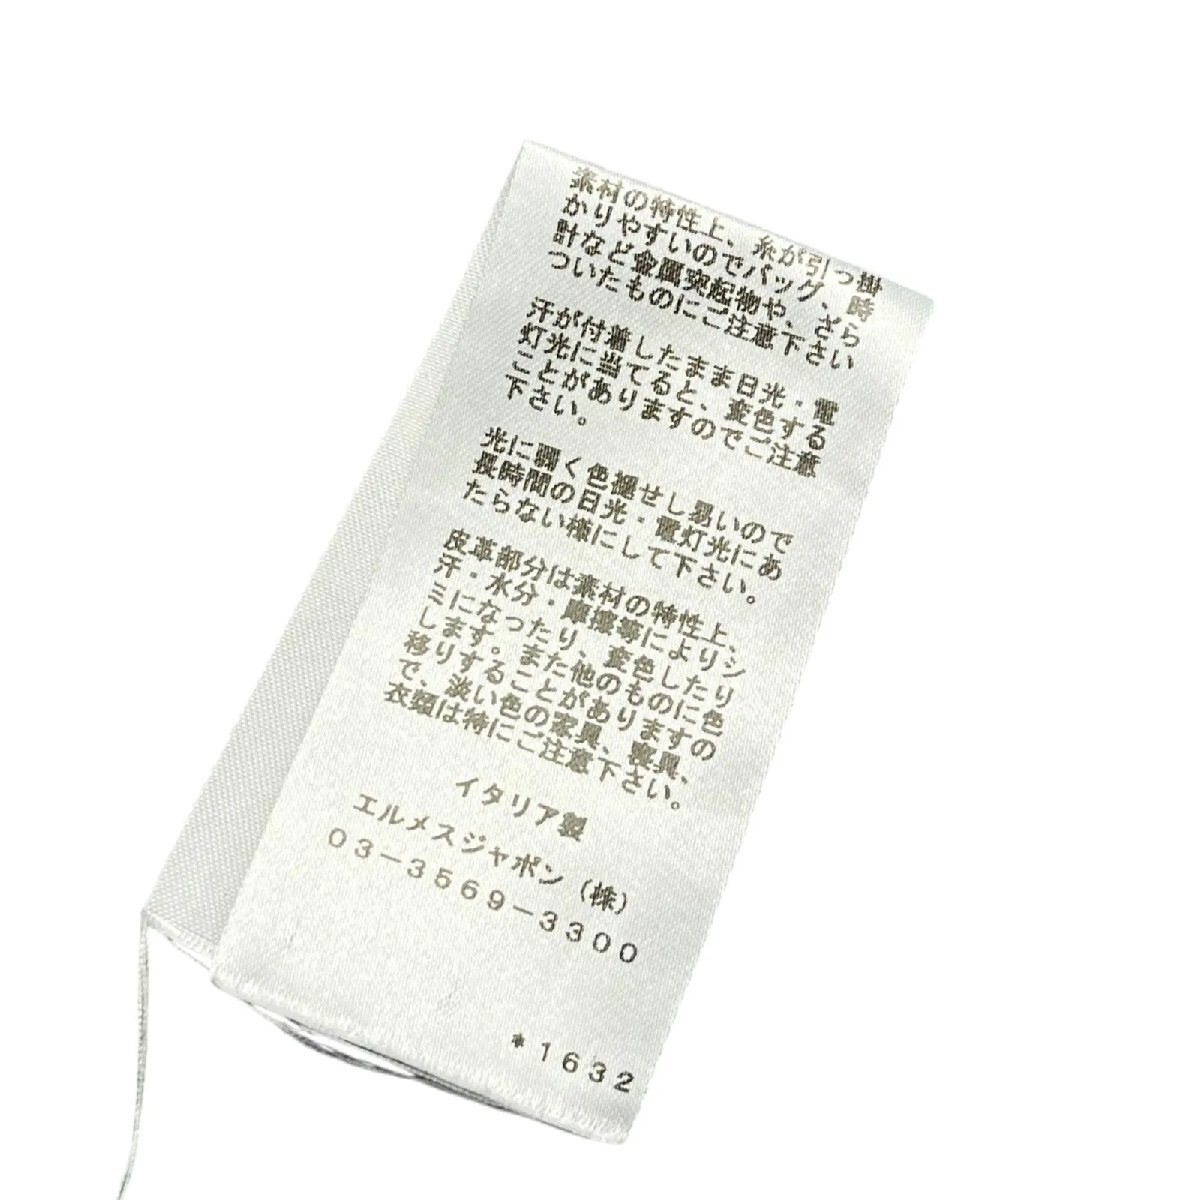 素材の特性上、糸が引っ掛
かりやすいのでバッグ、時
計など金属突起物や、ざら
ついたものにご注意下さい
汗が付着したまま日光・電
灯光に当てると、変色する
ことがありますのでご注意
下さい。
光に弱く色褪せし易いので
長時間の日光・電灯光にあ
たらない様にして下さい。
皮革部分は素材の特性上、
汗・水分・摩擦等によりシ
ミになったり、変色したり
します。また他のものに色
移りすることがありますの
で、淡い色の家具、寝具、
衣類は特にご注意下さい。
イタリア製
エルメスジャポン（株）
03-3569-3300
*1632